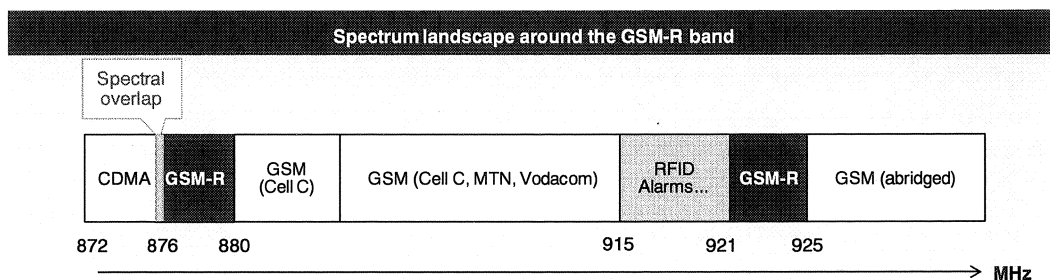 Spectrum landscape around the GSM-R band
Spectral
overlap
CDMA
GSM-R
GSM
(Cell C)
GSM (Cell C, MTN, Vodacom)
RFID
Alarms...
GSM-R
GSM (abridged)
872 876 880 915 921 925
MHz